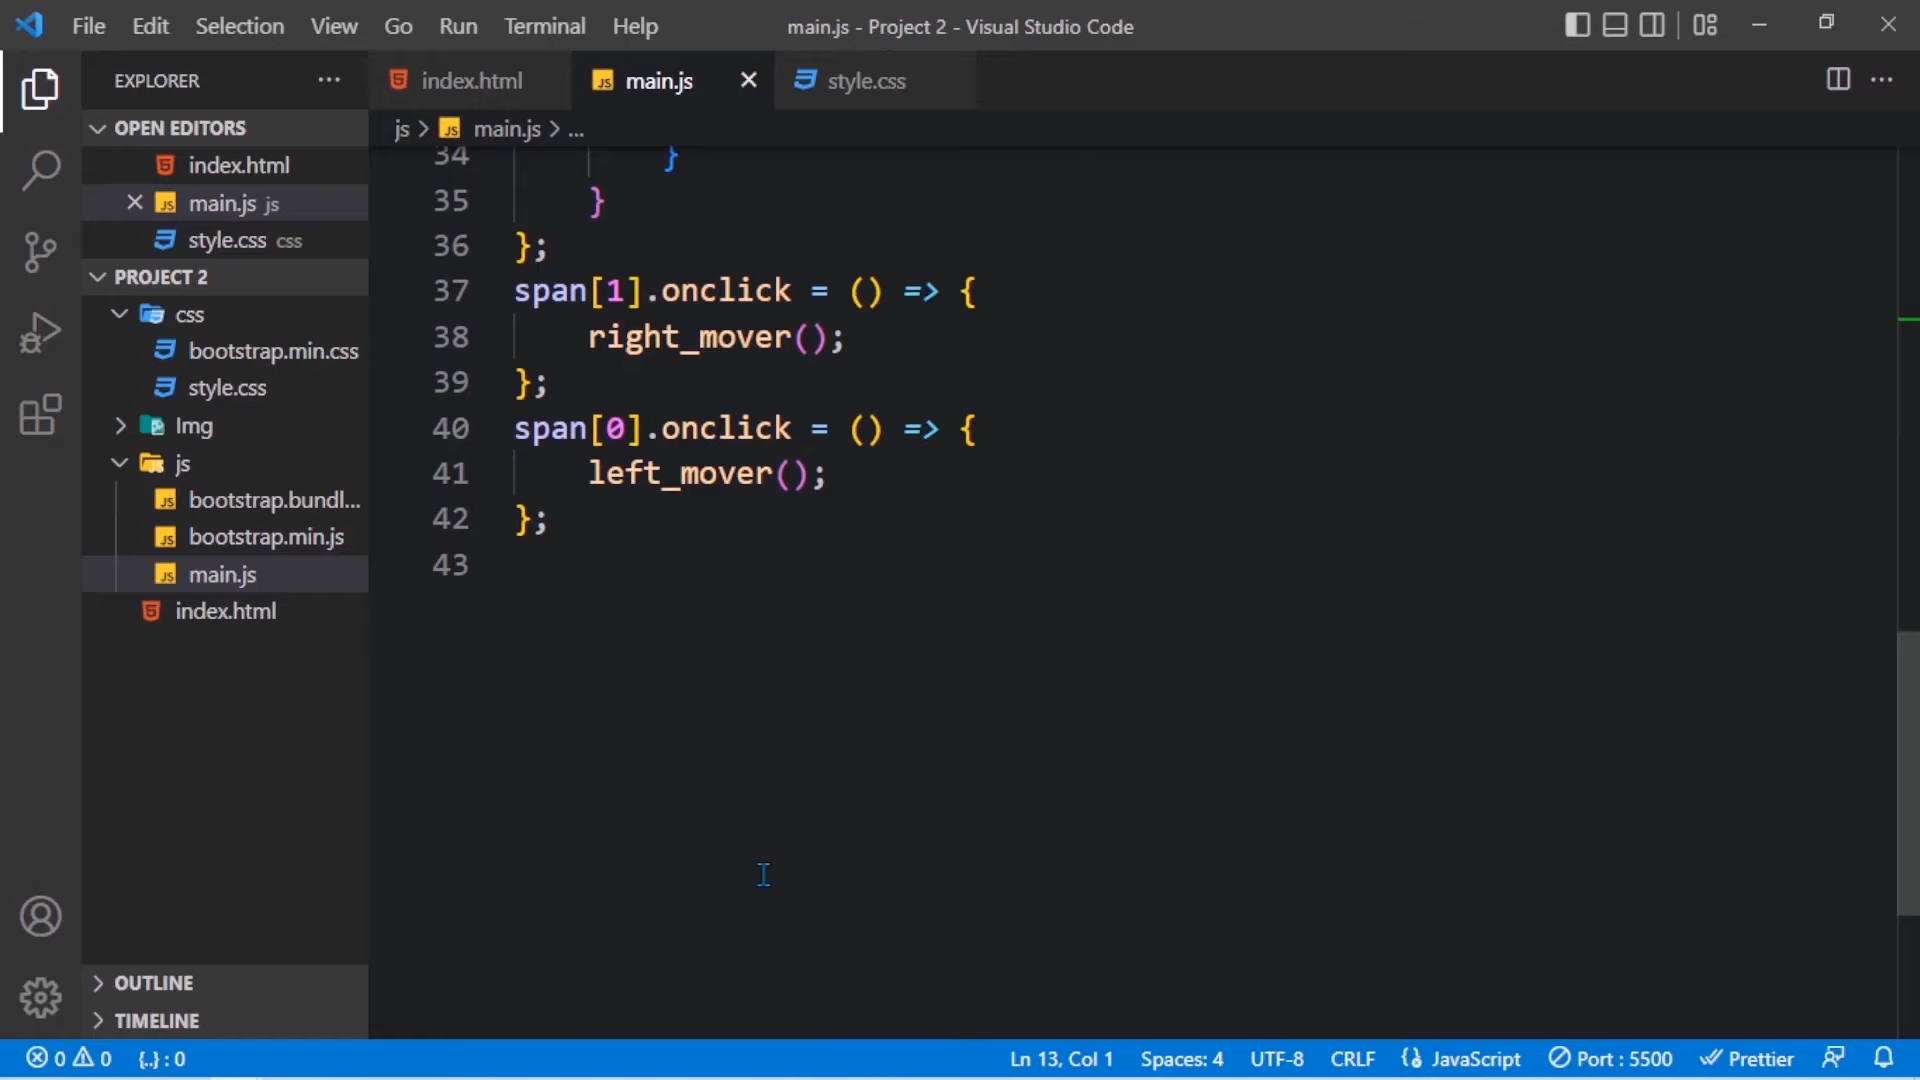 File Edit Selection View Go Run Terminal Help
main.js - Project 2 - Visual Studio Code
EXPLORER ...
OPEN EDITORS
index.html
main.js js
style.css css
PROJECT 2
css
bootstrap.min.css
style.css
Img
js
bootstrap.bundl...
bootstrap.min.js
main.js
index.html
OUTLINE
TIMELINE
index.html main.js style.css
js > JS main.js > ...
34 }
35 }
36 };
37 span[1].onclick = () => {
38 right_mover();
39 };
40 span[0].onclick = () => {
41 left_mover();
42 };
43
0 0 {..} : 0
Ln 13, Col 1 Spaces: 4 UTF-8 CRLF JavaScript Port : 5500 Prettier